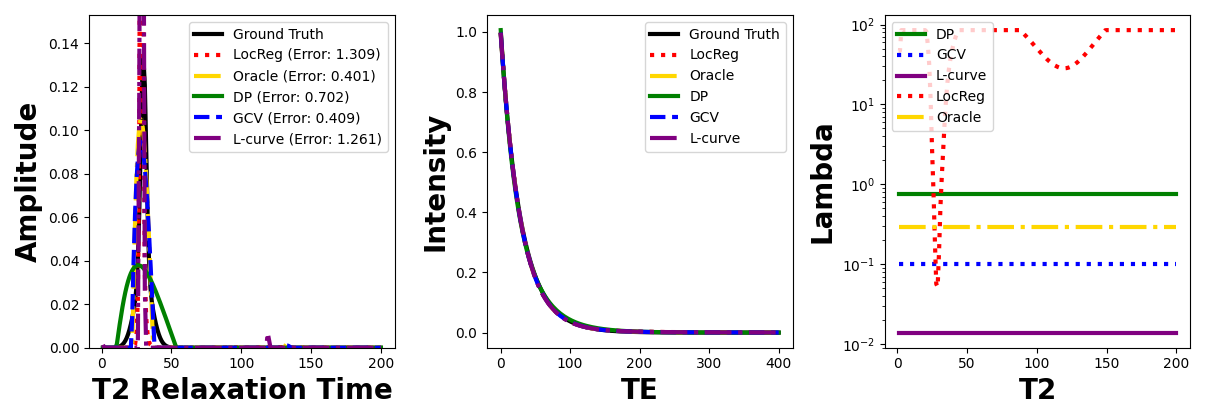 Amplitude
0.14
0.12
0.10
0.08
0.06
0.04
0.02
0.00
0 50 100 150 200
T2 Relaxation Time
Ground Truth
LocReg (Error: 1.309)
Oracle (Error: 0.401)
DP (Error: 0.702)
GCV (Error: 0.409)
L-curve (Error: 1.261)
Intensity
1.0
0.8
0.6
0.4
0.2
0.0
0 100 200 300 400
TE
Ground Truth
LocReg
Oracle
DP
GCV
L-curve
Lambda
10²
10¹
10⁰
10⁻¹
10⁻²
0 50 100 150 200
T2
DP
GCV
L-curve
LocReg
Oracle